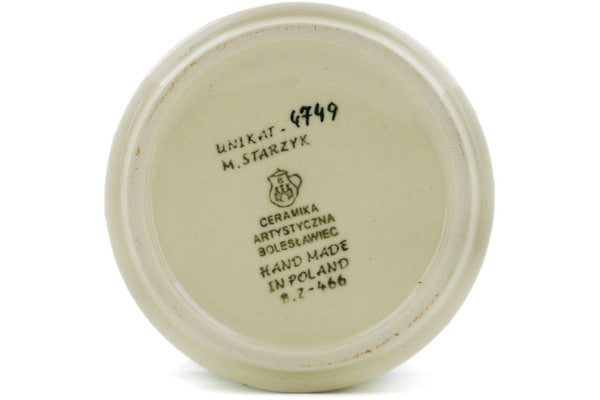 UNIKAT - 4749
M. STARZYK
B
CERAMIKA
ARTYSTYCZNA
BOLESŁAWIEC
HAND MADE
IN POLAND
B.Z-466